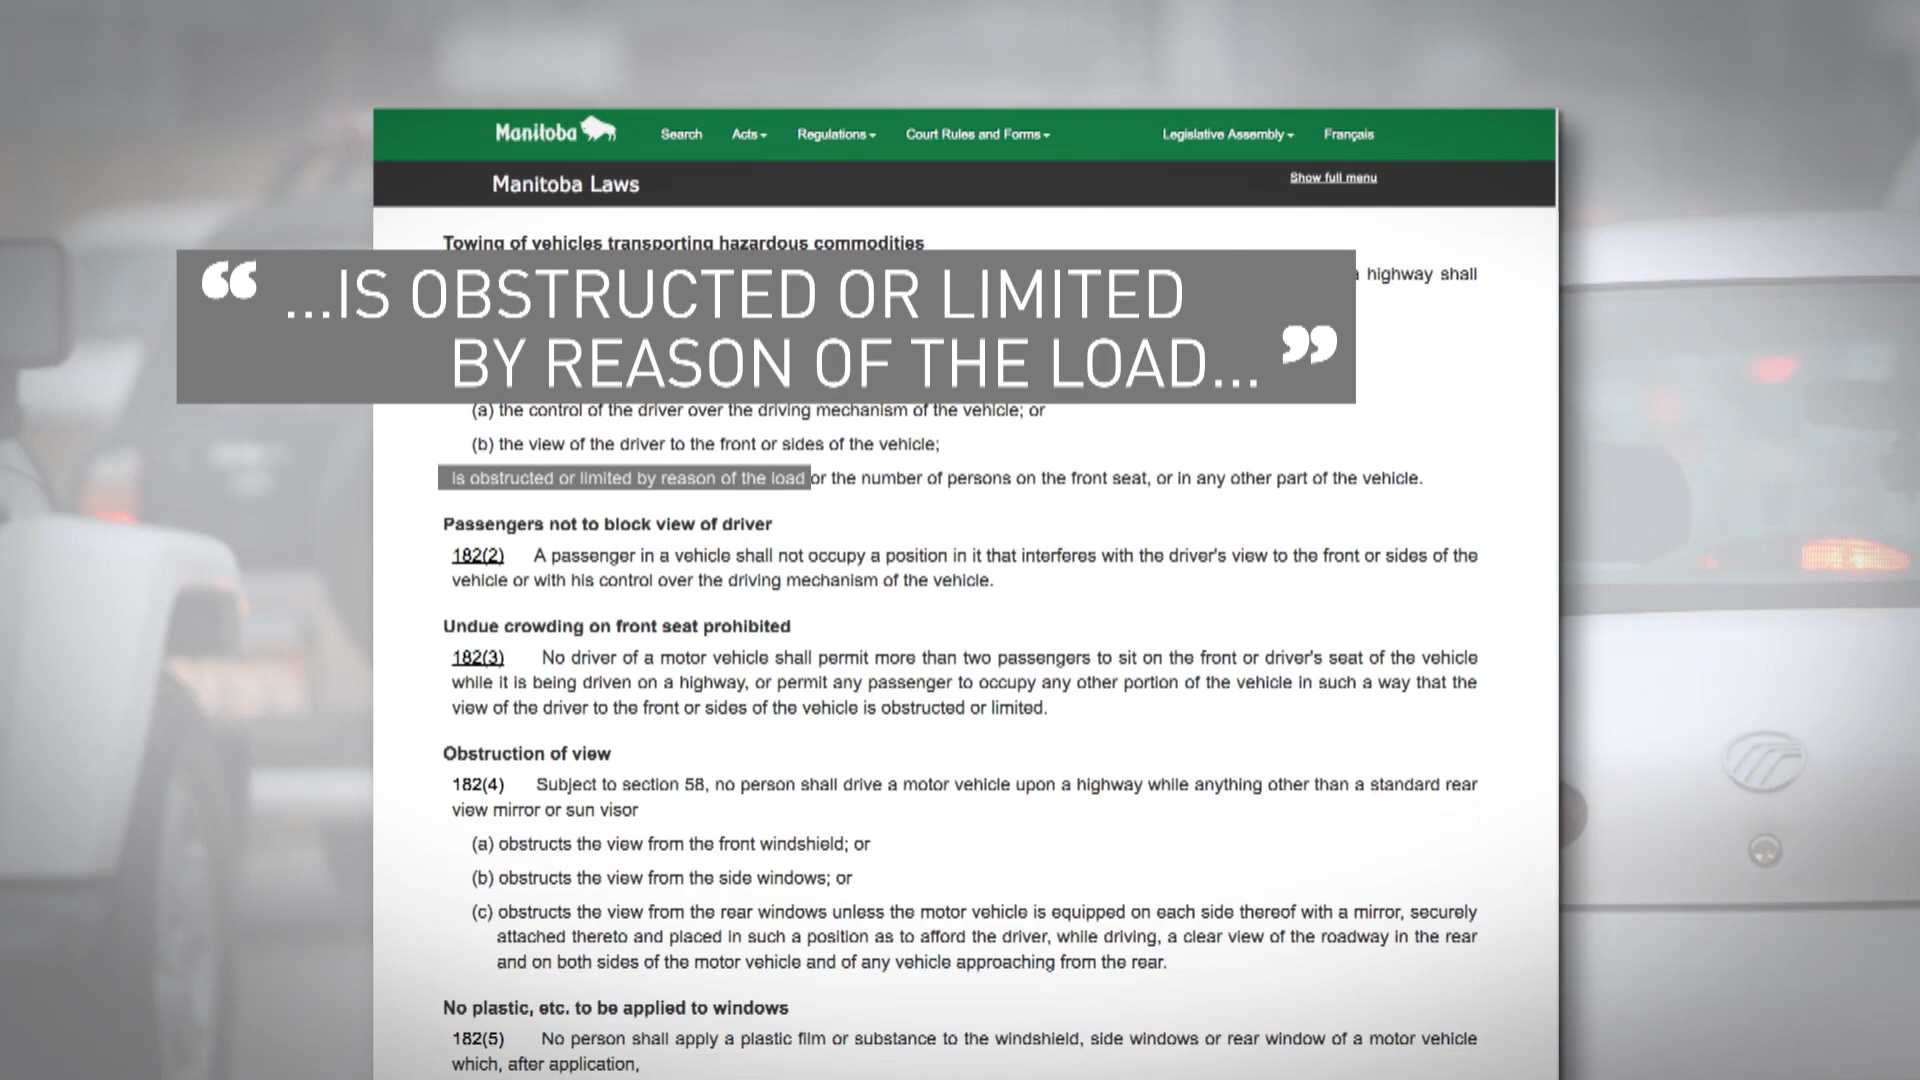 Manitoba Search Acts Regulations Court Rules and Forms Legislative Assembly Français
Manitoba Laws Show full menu
Towing of vehicles transporting hazardous commodities
highway shall
“ ...IS OBSTRUCTED OR LIMITED
BY REASON OF THE LOAD... ”
(a) the control of the driver over the driving mechanism of the vehicle; or
(b) the view of the driver to the front or sides of the vehicle;
is obstructed or limited by reason of the load or the number of persons on the front seat, or in any other part of the vehicle.
Passengers not to block view of driver
182(2) A passenger in a vehicle shall not occupy a position in it that interferes with the driver's view to the front or sides of the
vehicle or with his control over the driving mechanism of the vehicle.
Undue crowding on front seat prohibited
182(3) No driver of a motor vehicle shall permit more than two passengers to sit on the front or driver's seat of the vehicle
while it is being driven on a highway, or permit any passenger to occupy any other portion of the vehicle in such a way that the
view of the driver to the front or sides of the vehicle is obstructed or limited.
Obstruction of view
182(4) Subject to section 58, no person shall drive a motor vehicle upon a highway while anything other than a standard rear
view mirror or sun visor
(a) obstructs the view from the front windshield; or
(b) obstructs the view from the side windows; or
(c) obstructs the view from the rear windows unless the motor vehicle is equipped on each side thereof with a mirror, securely
attached thereto and placed in such a position as to afford the driver, while driving, a clear view of the roadway in the rear
and on both sides of the motor vehicle and of any vehicle approaching from the rear.
No plastic, etc. to be applied to windows
182(5) No person shall apply a plastic film or substance to the windshield, side windows or rear window of a motor vehicle
which, after application,